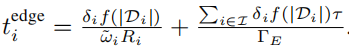 t_i^{edge} = \frac{\delta_i f(|\mathcal{D}_i|)}{\tilde{\omega}_i R_i} + \frac{\sum_{i \in \mathcal{I}} \delta_i f(|\mathcal{D}_i|) \tau}{\Gamma_E}.